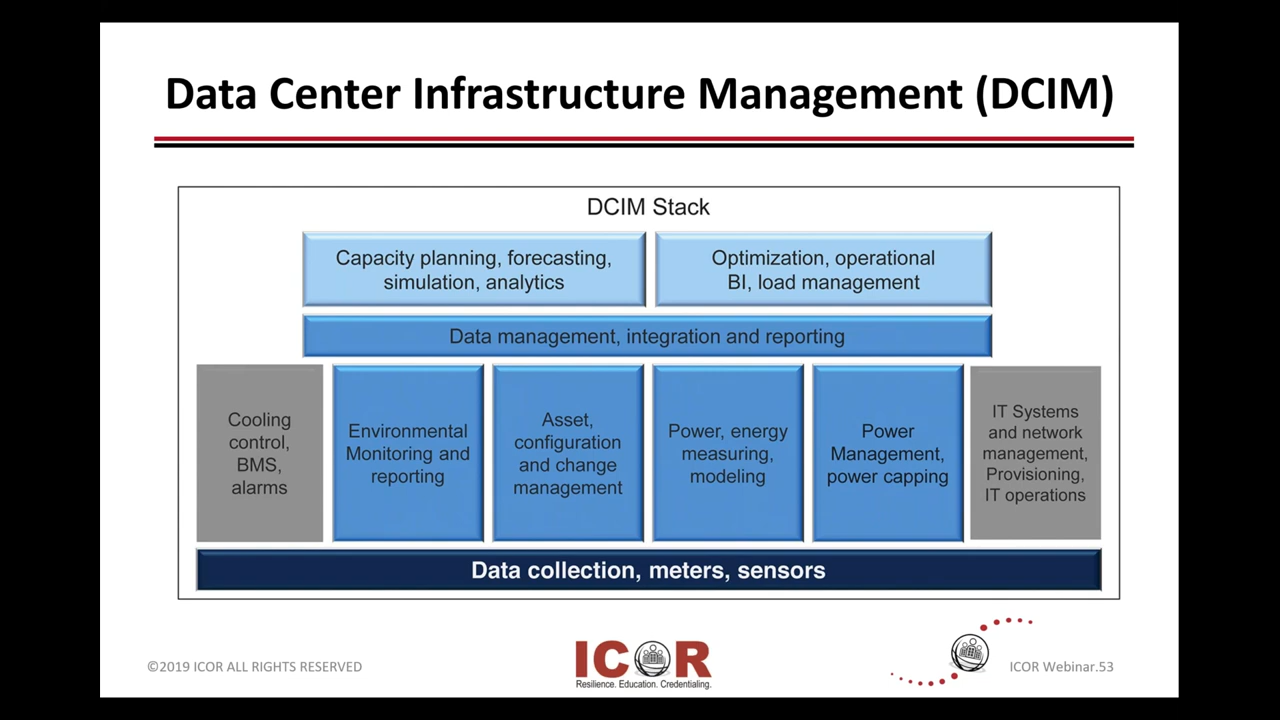 Data Center Infrastructure Management (DCIM)
DCIM Stack
Capacity planning, forecasting,
simulation, analytics
Optimization, operational
BI, load management
Data management, integration and reporting
Cooling
control,
BMS,
alarms
Environmental
Monitoring and
reporting
Asset,
configuration
and change
management
Power, energy
measuring,
modeling
Power
Management,
power capping
IT Systems
and network
management,
Provisioning,
IT operations
Data collection, meters, sensors
©2019 ICOR ALL RIGHTS RESERVED
ICOR
Resilience. Education. Credentialing.
ICOR Webinar.53